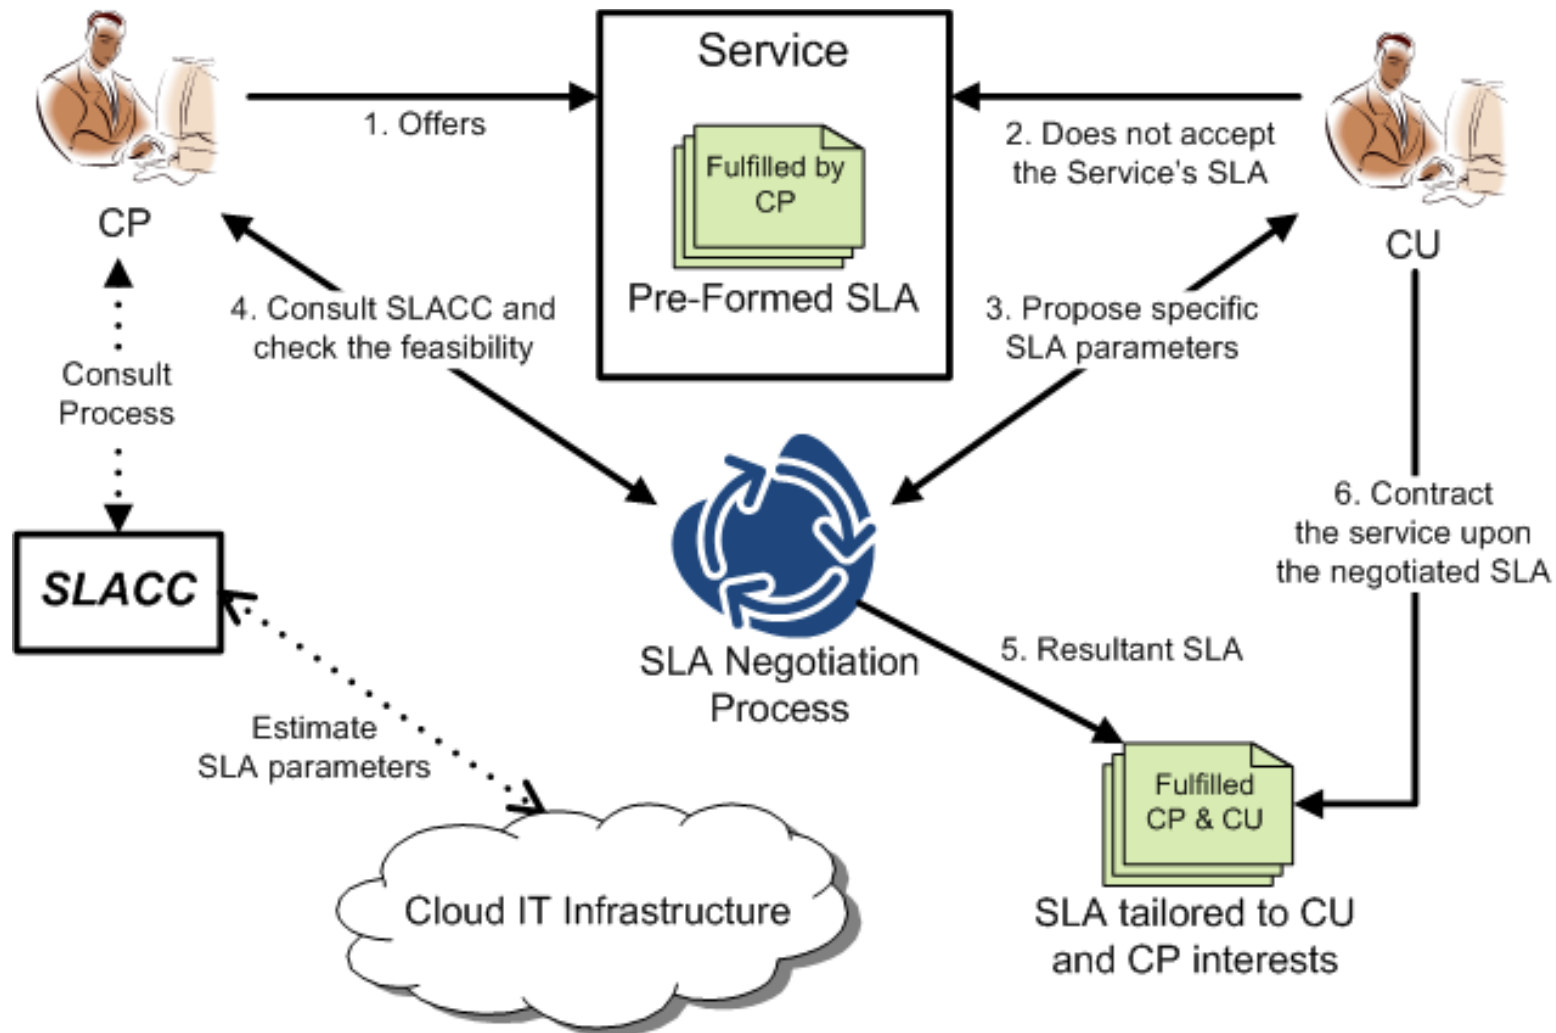 Service
1. Offers
2. Does not accept
the Service's SLA
Fulfilled by
CP
CP
CU
Pre-Formed SLA
4. Consult SLACC and
check the feasibility
3. Propose specific
SLA parameters
Consult
Process
6. Contract
the service upon
the negotiated SLA
SLACC
SLA Negotiation
Process
5. Resultant SLA
Estimate
SLA parameters
Fulfilled
CP & CU
Cloud IT Infrastructure
SLA tailored to CU
and CP interests